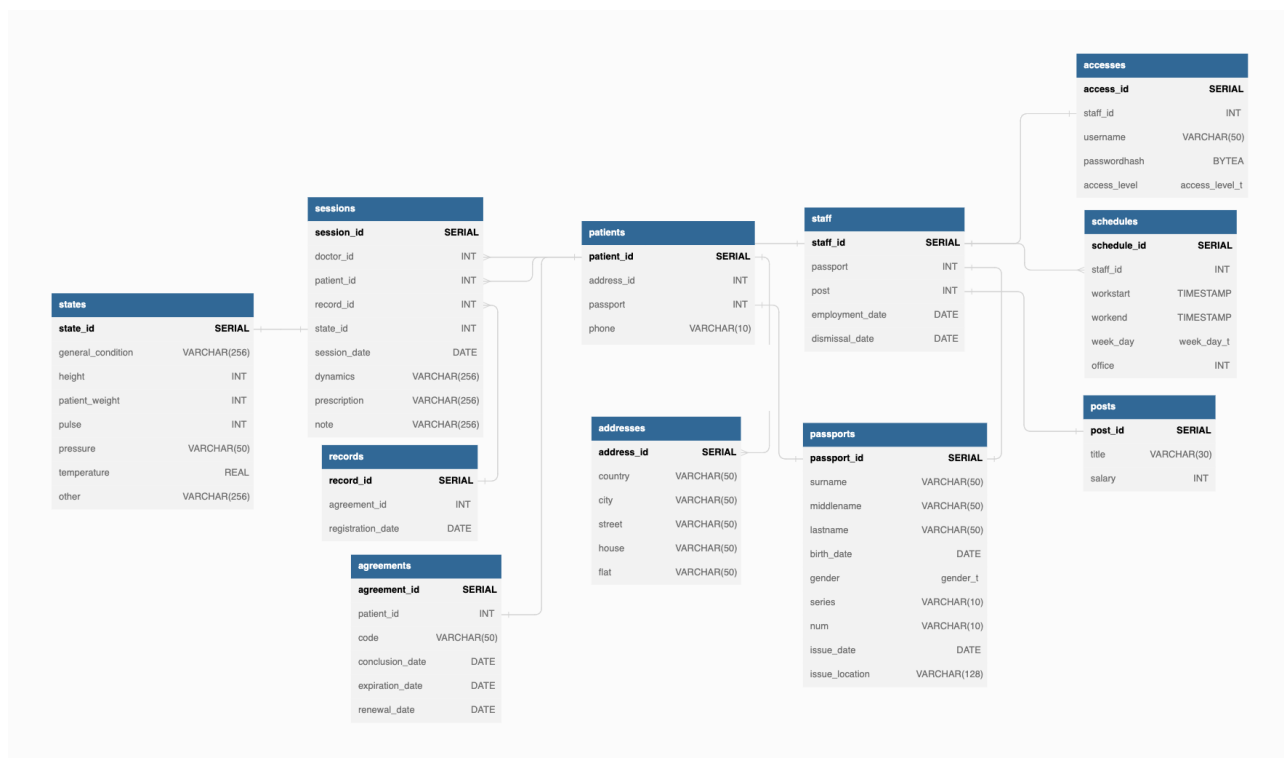 accesses
access_id SERIAL
staff_id INT
username VARCHAR(50)
passwordhash BYTEA
access_level access_level_t
sessions
session_id SERIAL
doctor_id INT
patient_id INT
record_id INT
state_id INT
session_date DATE
dynamics VARCHAR(256)
prescription VARCHAR(256)
note VARCHAR(256)
patients
patient_id SERIAL
address_id INT
passport INT
phone VARCHAR(10)
staff
staff_id SERIAL
passport INT
post INT
employment_date DATE
dismissal_date DATE
schedules
schedule_id SERIAL
staff_id INT
workstart TIMESTAMP
workend TIMESTAMP
week_day week_day_t
office INT
states
state_id SERIAL
general_condition VARCHAR(256)
height INT
patient_weight INT
pulse INT
pressure VARCHAR(50)
temperature REAL
other VARCHAR(256)
records
record_id SERIAL
agreement_id INT
registration_date DATE
addresses
address_id SERIAL
country VARCHAR(50)
city VARCHAR(50)
street VARCHAR(50)
house VARCHAR(50)
flat VARCHAR(50)
passports
passport_id SERIAL
surname VARCHAR(50)
middlename VARCHAR(50)
lastname VARCHAR(50)
birth_date DATE
gender gender_t
series VARCHAR(10)
num VARCHAR(10)
issue_date DATE
issue_location VARCHAR(128)
posts
post_id SERIAL
title VARCHAR(30)
salary INT
agreements
agreement_id SERIAL
patient_id INT
code VARCHAR(50)
conclusion_date DATE
expiration_date DATE
renewal_date DATE